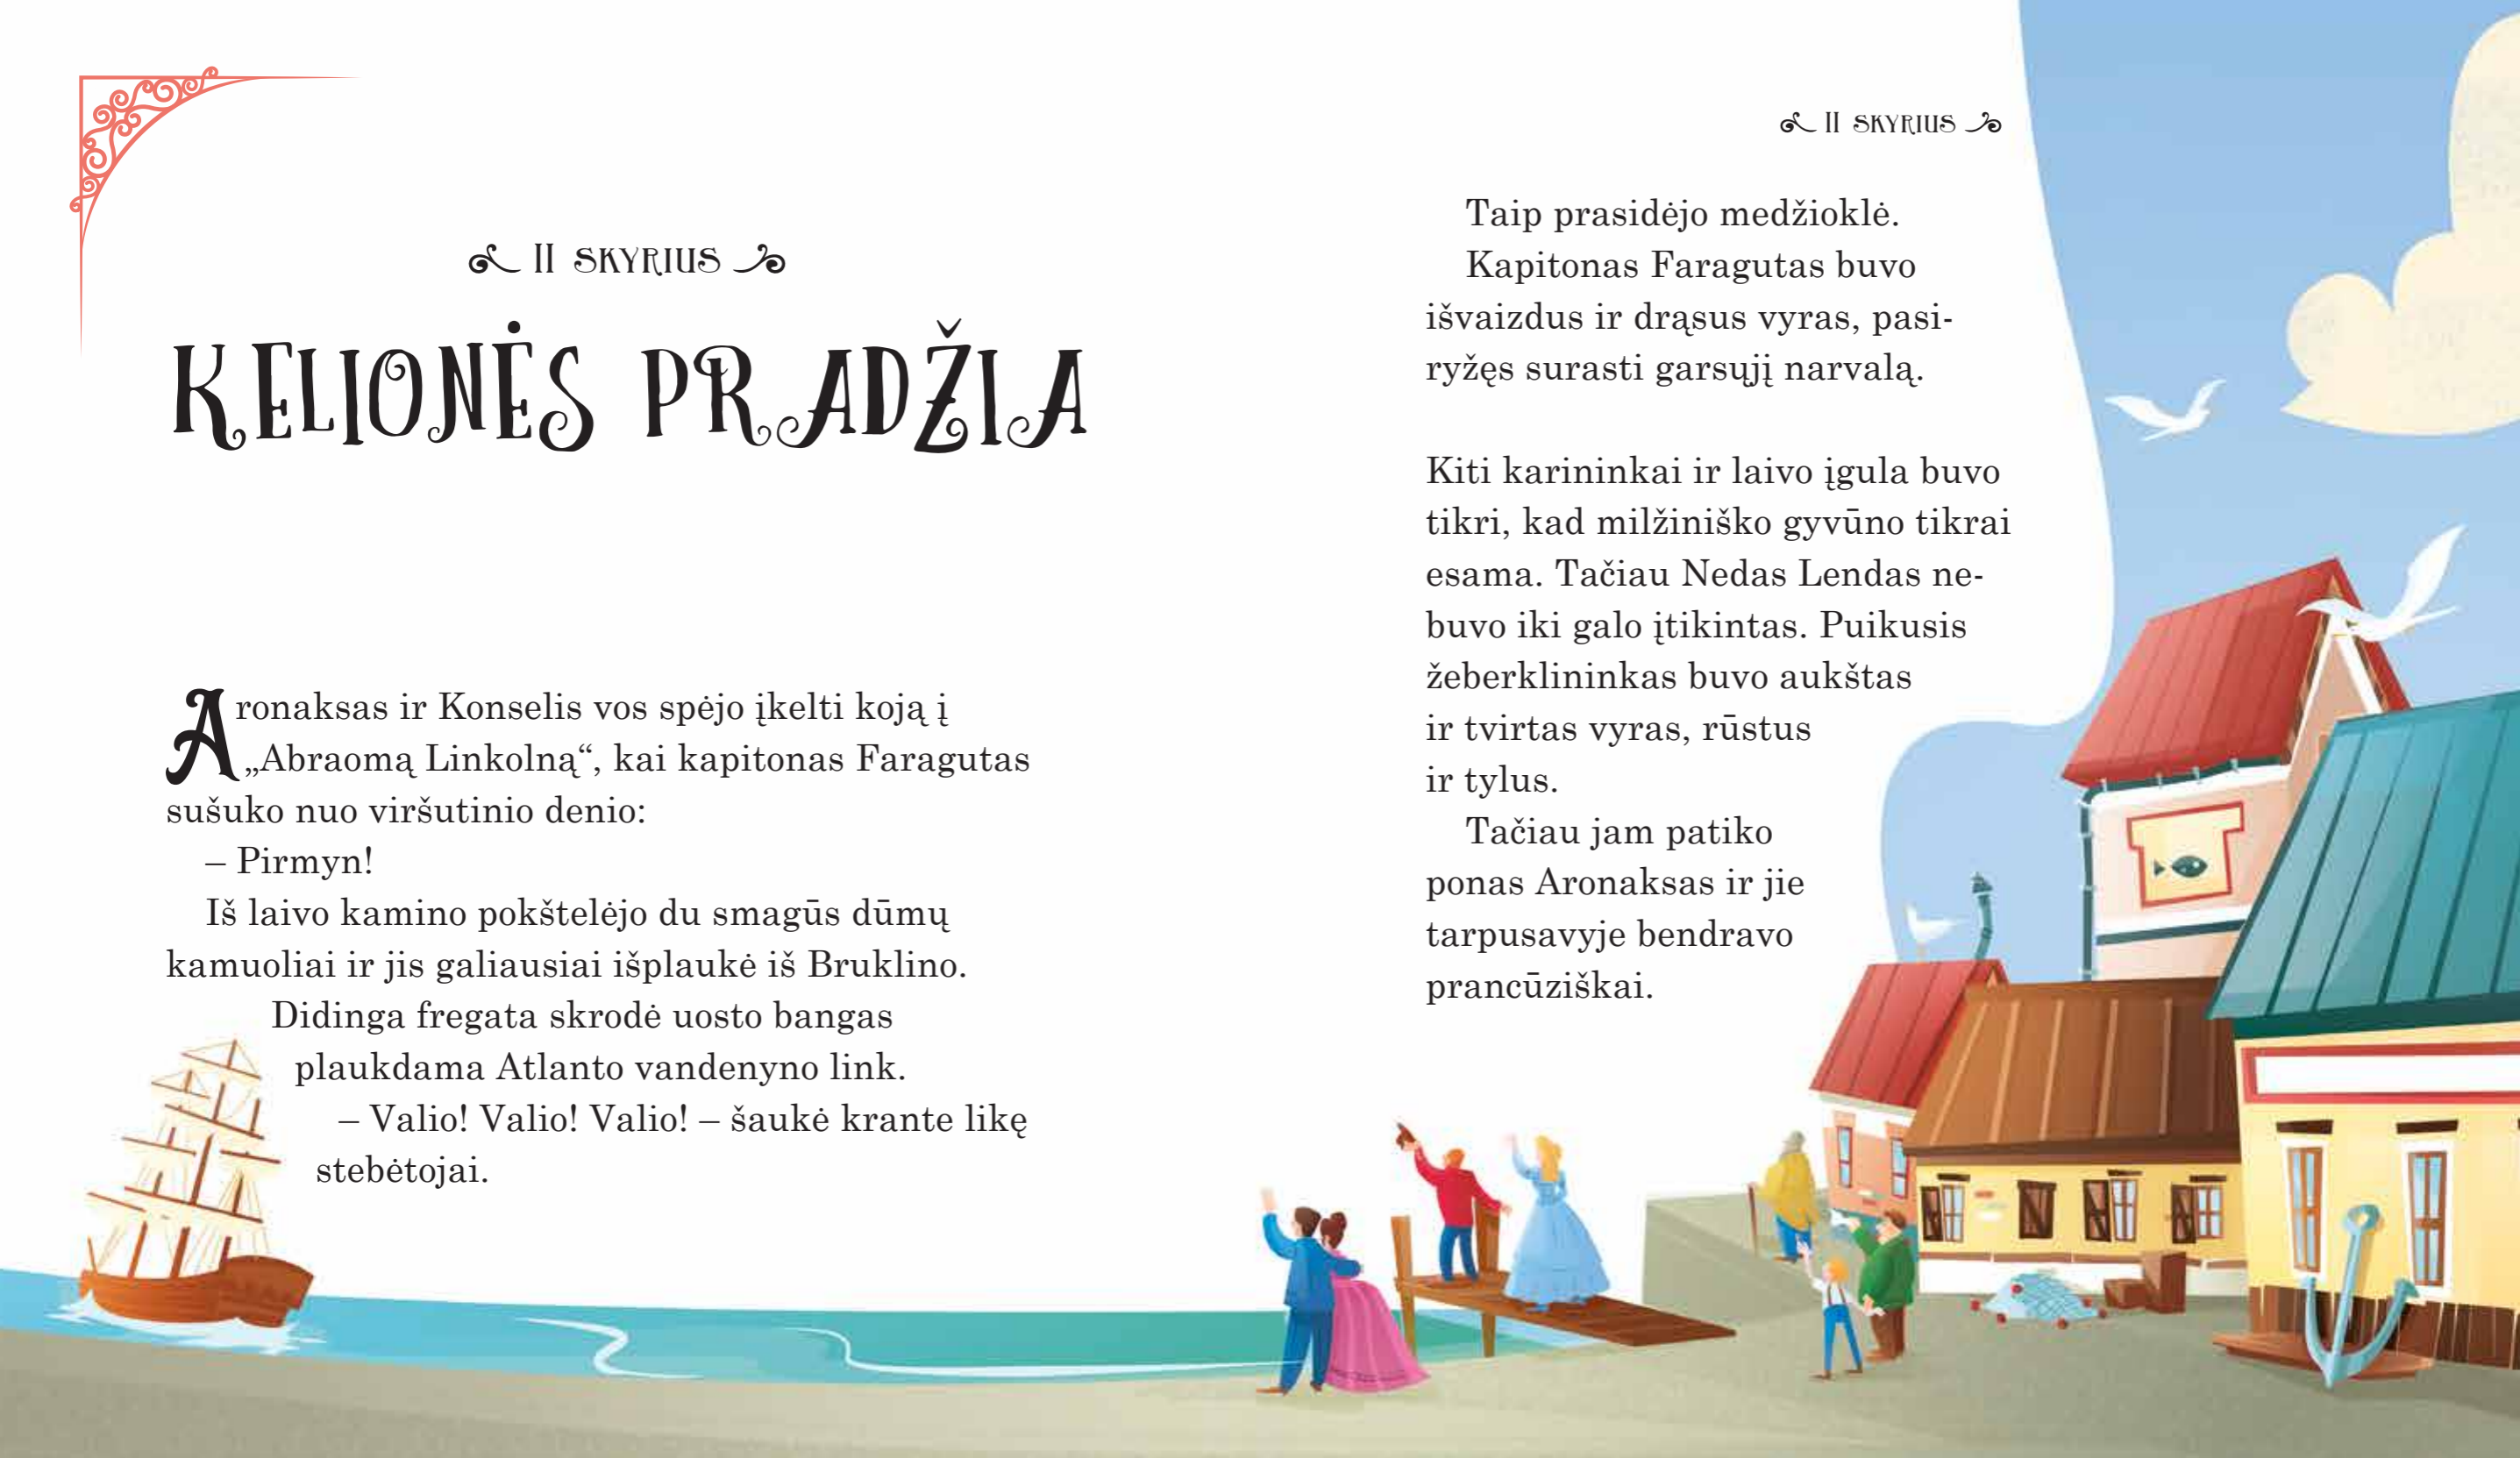 II SKYRIUS
KELIONĖS PRADŽIA
Aronaksas ir Konselis vos spėjo įkelti koją į
„Abraomą Linkolną“, kai kapitonas Faragutas
sušuko nuo viršutinio denio:
– Pirmyn!
Iš laivo kamino pokštelėjo du smagūs dūmų
kamuoliai ir jis galiausiai išplaukė iš Bruklino.
Didinga fregata skrodė uosto bangas
plaukdama Atlanto vandenyno link.
– Valio! Valio! Valio! – šaukė krante likę
stebėtojai.
II SKYRIUS
Taip prasidėjo medžioklė.
Kapitonas Faragutas buvo
išvaizdus ir drąsus vyras, pasi-
ryžęs surasti garsųjį narvalą.
Kiti karininkai ir laivo įgula buvo
tikri, kad milžiniško gyvūno tikrai
esama. Tačiau Nedas Lendas ne-
buvo iki galo įtikintas. Puikusis
žeberklininkas buvo aukštas
ir tvirtas vyras, rūstus
ir tylus.
Tačiau jam patiko
ponas Aronaksas ir jie
tarpusavyje bendravo
prancūziškai.